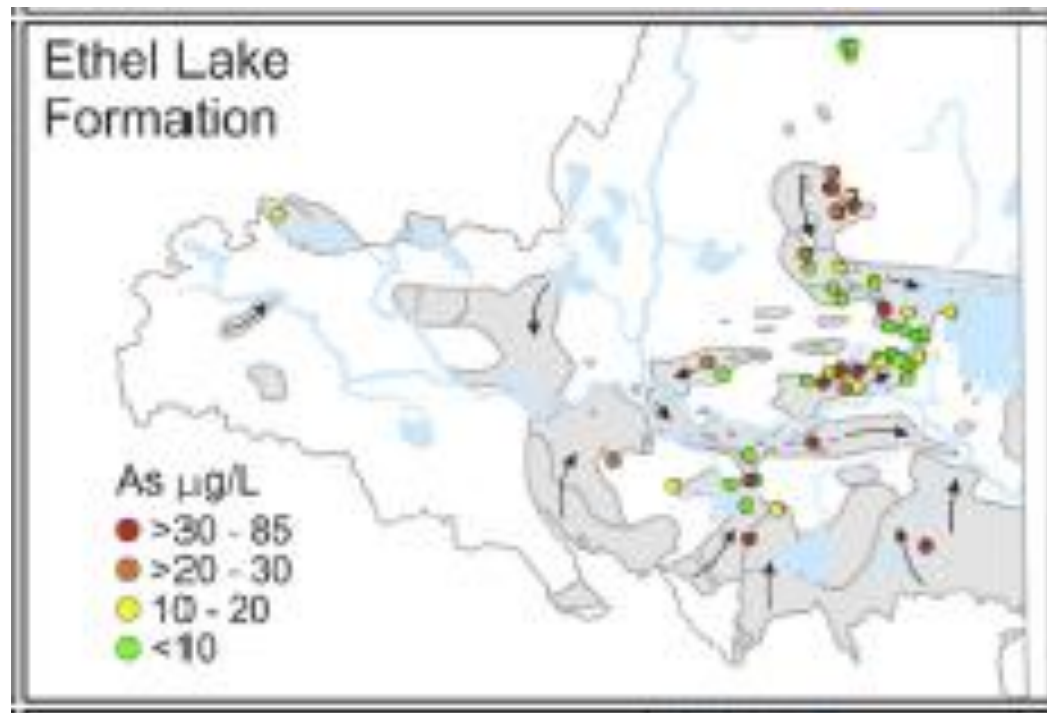 Ethel Lake
Formation
As µg/L
>30 - 85
>20 - 30
10 - 20
<10